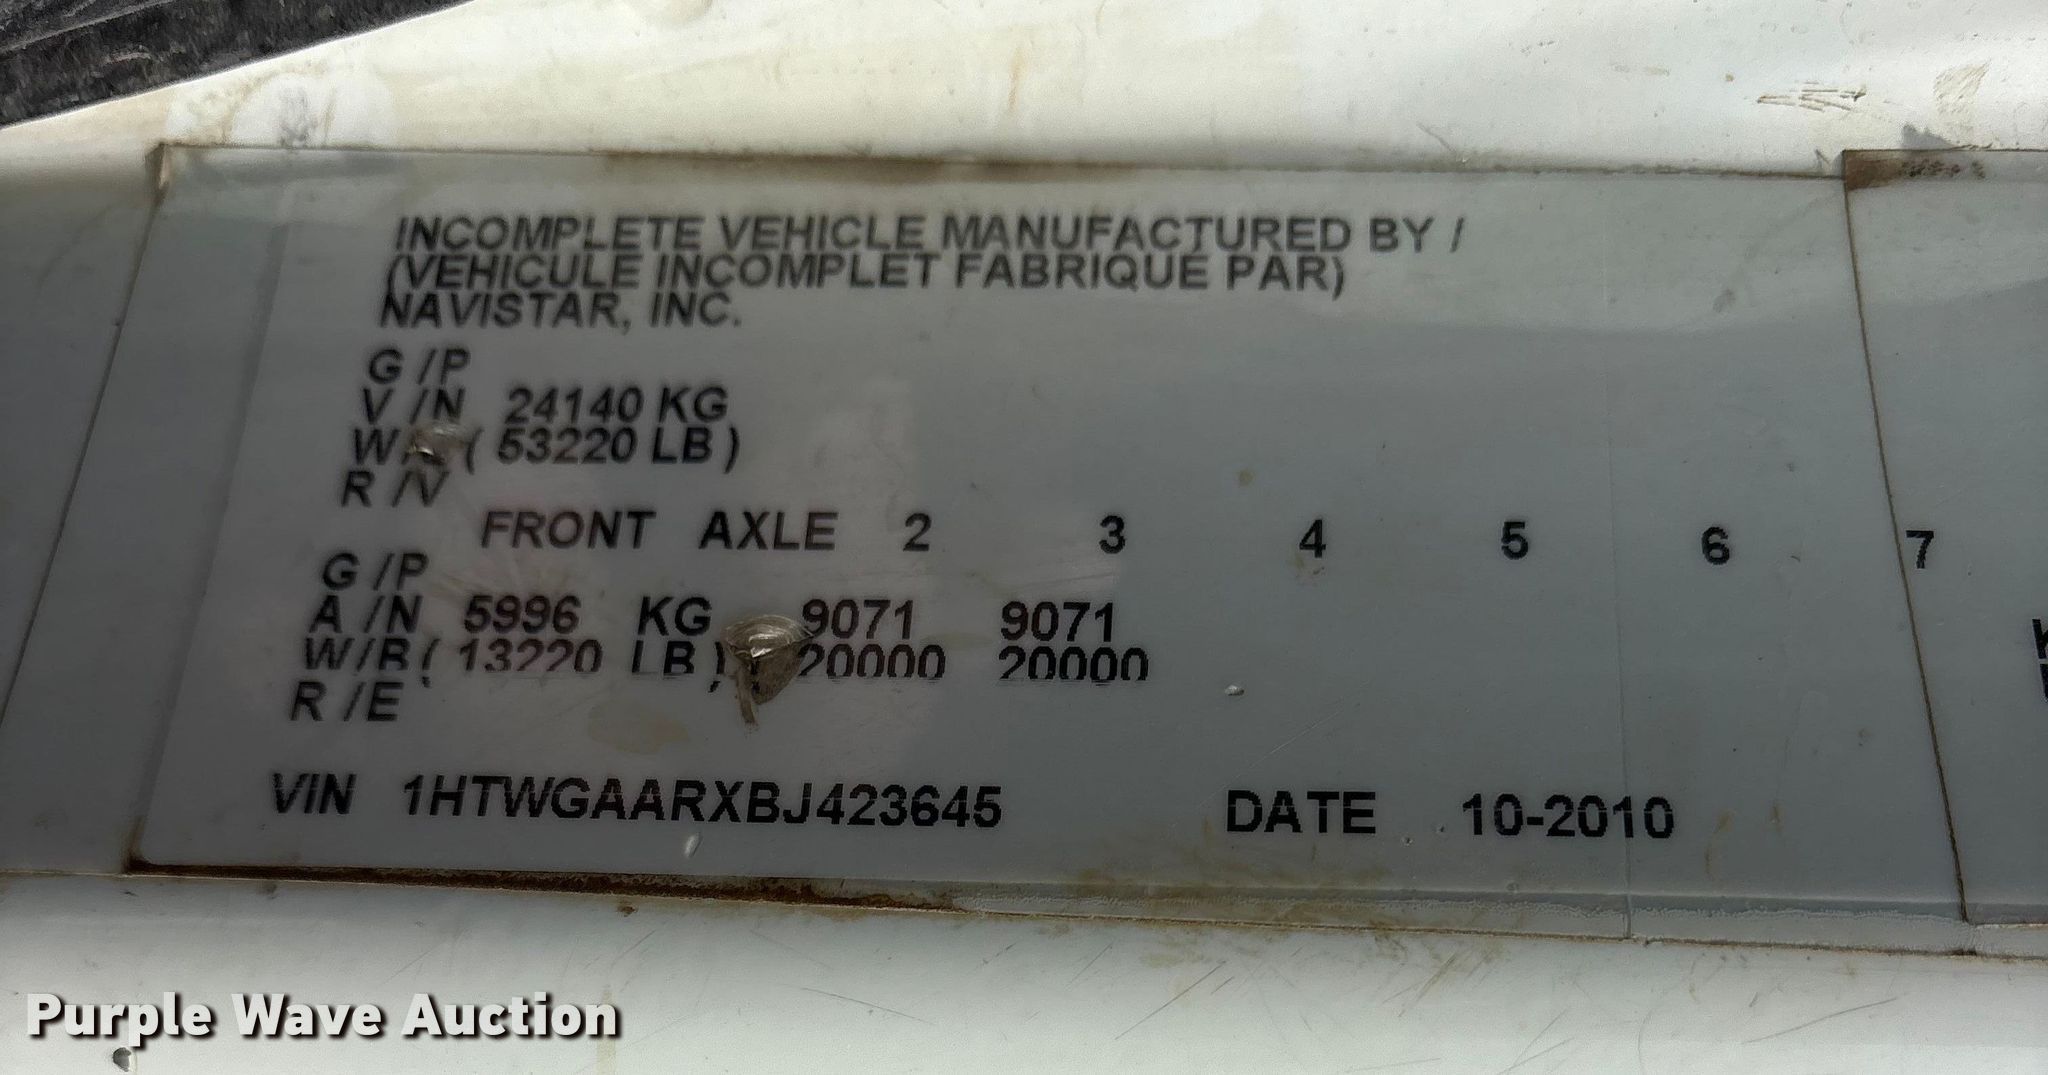 INCOMPLETE VEHICLE MANUFACTURED BY /
(VEHICULE INCOMPLET FABRIQUE PAR)
NAVISTAR, INC.
G /P
V /N 24140 KG
W/ ( 53220 LB )
R /V
FRONT AXLE 2 3 4 5 6 7
G /P
A /N 5996 KG 9071 9071
W/B ( 13220 LB ) ( 20000 20000
R /E
VIN 1HTWGAARXBJ423645 DATE 10-2010
Purple Wave Auction